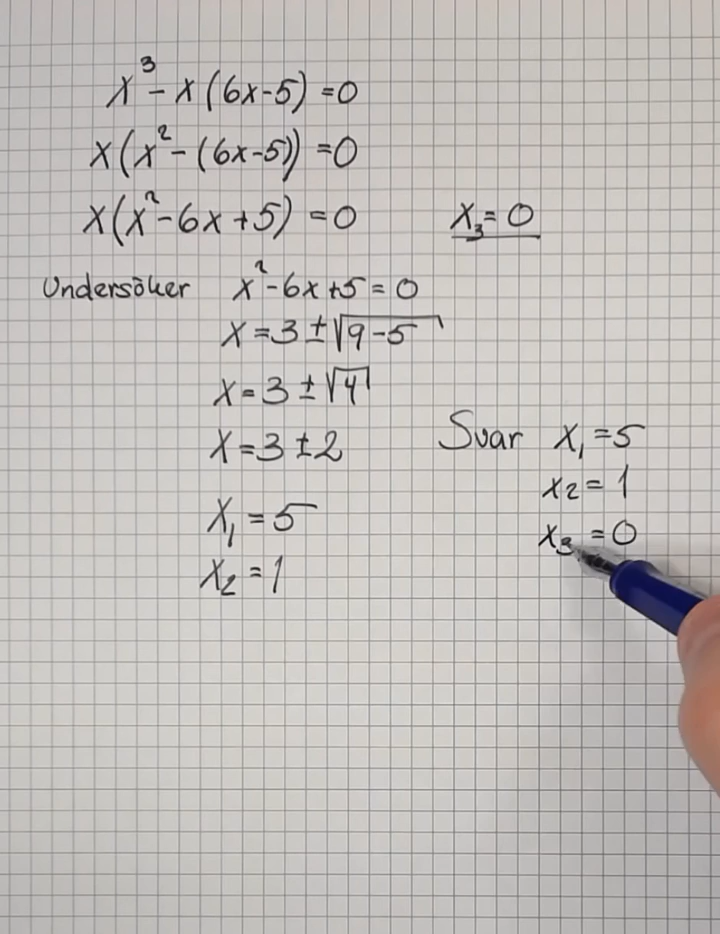 x³ - x(6x-5) = 0
x(x² - (6x-5)) = 0
x(x² - 6x + 5) = 0
x₃ = 0
Undersöker x² - 6x + 5 = 0
x = 3 ± √(9 - 5)
x = 3 ± √4
x = 3 ± 2
x₁ = 5
x₂ = 1
Svar x₁ = 5
x₂ = 1
x₃ = 0